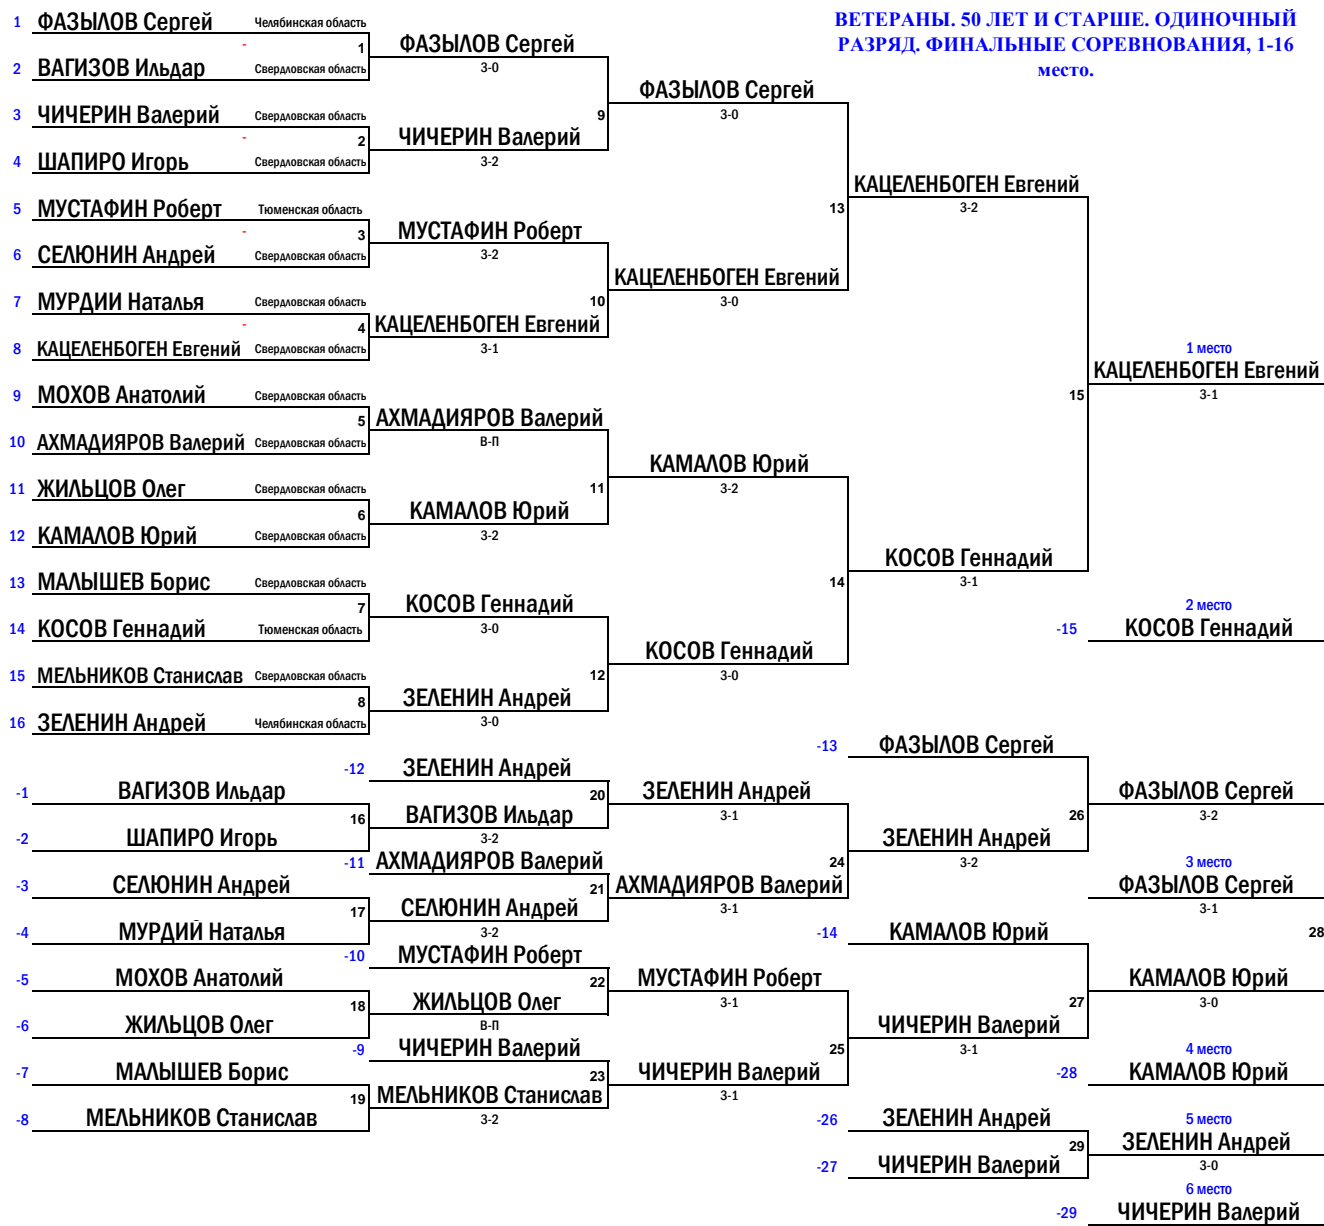 ВЕТЕРАНЫ. 50 ЛЕТ И СТАРШЕ. ОДИНОЧНЫЙ
РАЗРЯД. ФИНАЛЬНЫЕ СОРЕВНОВАНИЯ, 1-16
место.
1 ФАЗЫЛОВ Сергей Челябинская область
- 1 ФАЗЫЛОВ Сергей
2 ВАГИЗОВ Ильдар Свердловская область 3-0
ФАЗЫЛОВ Сергей
3 ЧИЧЕРИН Валерий Свердловская область 9 3-0
- 2 ЧИЧЕРИН Валерий
4 ШАПИРО Игорь Свердловская область 3-2
КАЦЕЛЕНБОГЕН Евгений
5 МУСТАФИН Роберт Тюменская область 13 3-2
- 3 МУСТАФИН Роберт
6 СЕЛЮНИН Андрей Свердловская область 3-2
КАЦЕЛЕНБОГЕН Евгений
7 МУРДИИ Наталья Свердловская область 10 3-0
- 4 КАЦЕЛЕНБОГЕН Евгений
8 КАЦЕЛЕНБОГЕН Евгений Свердловская область 3-1 1 место
КАЦЕЛЕНБОГЕН Евгений
9 МОХОВ Анатолий Свердловская область 15 3-1
5 АХМАДИЯРОВ Валерий
10 АХМАДИЯРОВ Валерий Свердловская область В-П
КАМАЛОВ Юрий
11 ЖИЛЬЦОВ Олег Свердловская область 11 3-2
6 КАМАЛОВ Юрий
12 КАМАЛОВ Юрий Свердловская область 3-2
КОСОВ Геннадий
13 МАЛЫШЕВ Борис Свердловская область 14 3-1
7 КОСОВ Геннадий 2 место
14 КОСОВ Геннадий Тюменская область 3-0 -15 КОСОВ Геннадий
КОСОВ Геннадий
15 МЕЛЬНИКОВ Станислав Свердловская область 12 3-0
8 ЗЕЛЕНИН Андрей
16 ЗЕЛЕНИН Андрей Челябинская область 3-0
-13 ФАЗЫЛОВ Сергей
-12 ЗЕЛЕНИН Андрей
-1 ВАГИЗОВ Ильдар 20 ЗЕЛЕНИН Андрей ФАЗЫЛОВ Сергей
16 ВАГИЗОВ Ильдар 3-1 26 3-2
-2 ШАПИРО Игорь 3-2 ЗЕЛЕНИН Андрей
-11 АХМАДИЯРОВ Валерий 24 3-2 3 место
-3 СЕЛЮНИН Андрей 21 АХМАДИЯРОВ Валерий ФАЗЫЛОВ Сергей
17 СЕЛЮНИН Андрей 3-1 3-1
-4 МУРДИЙ Наталья 3-2 -14 КАМАЛОВ Юрий 28
-10 МУСТАФИН Роберт
-5 МОХОВ Анатолий 22 МУСТАФИН Роберт КАМАЛОВ Юрий
18 ЖИЛЬЦОВ Олег 3-1 27 3-0
-6 ЖИЛЬЦОВ Олег В-П ЧИЧЕРИН Валерий
-9 ЧИЧЕРИН Валерий 25 3-1 4 место
-7 МАЛЫШЕВ Борис 23 ЧИЧЕРИН Валерий -28 КАМАЛОВ Юрий
19 МЕЛЬНИКОВ Станислав 3-1
-8 МЕЛЬНИКОВ Станислав 3-2 -26 ЗЕЛЕНИН Андрей 5 место
29 ЗЕЛЕНИН Андрей
-27 ЧИЧЕРИН Валерий 3-0
6 место
-29 ЧИЧЕРИН Валерий